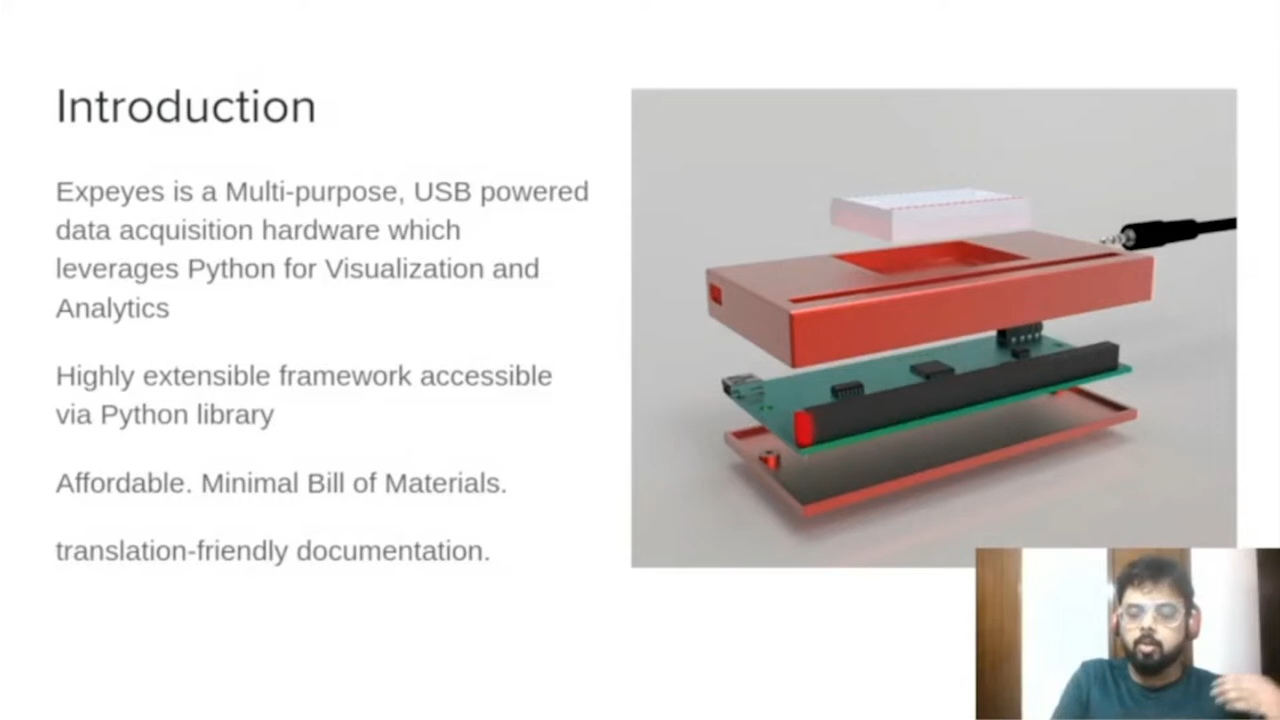 Introduction
Expeyes is a Multi-purpose, USB powered
data acquisition hardware which
leverages Python for Visualization and
Analytics
Highly extensible framework accessible
via Python library
Affordable. Minimal Bill of Materials.
translation-friendly documentation.